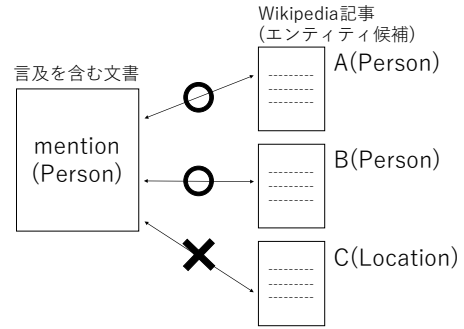 Wikipedia記事
(エンティティ候補)
言及を含む文書
mention
(Person)
A(Person)
B(Person)
C(Location)